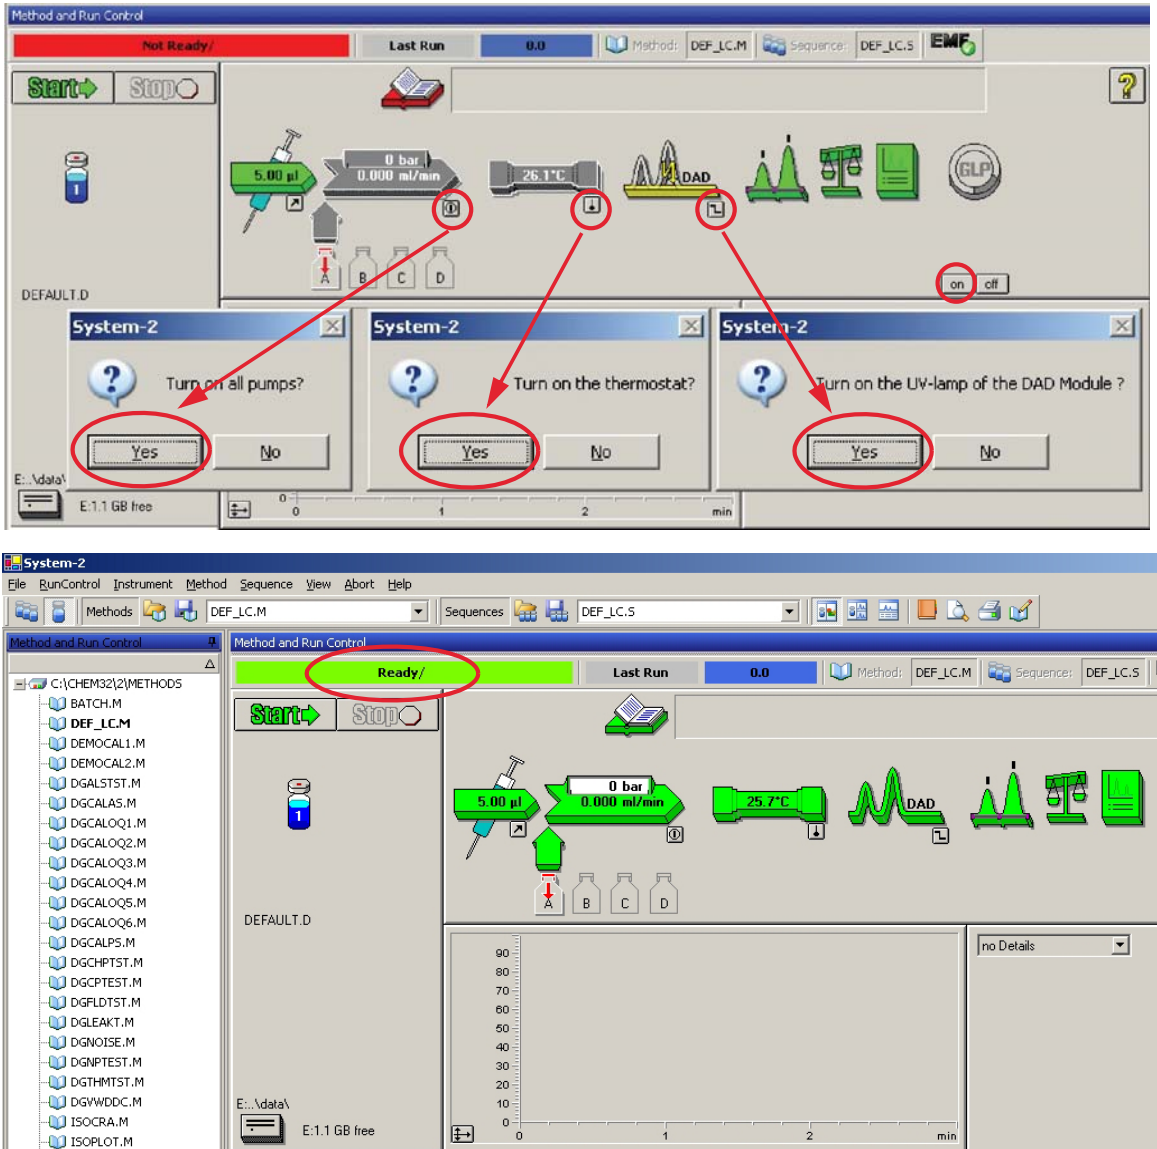 Method and Run Control
Not Ready/
Last Run
0.0
Method:
DEF_LC.M
Sequence:
DEF_LC.S
EMF
Start
Stop
?
5.00 µl
0 bar
0.000 ml/min
26.1°C
DAD
GLP
1
A
B
C
D
on
off
DEFAULT.D
System-2
Turn on all pumps?
Yes
No
System-2
Turn on the thermostat?
Yes
No
System-2
Turn on the UV-lamp of the DAD Module ?
Yes
No
E:..\data\
E:1.1 GB free
0
0
1
2
min
System-2
File RunControl Instrument Method Sequence View Abort Help
Methods
DEF_LC.M
Sequences
DEF_LC.S
Method and Run Control
C:\CHEM32\2\METHODS
BATCH.M
DEF_LC.M
DEMOCAL1.M
DEMOCAL2.M
DGALSTST.M
DGCALAS.M
DGCALOQ1.M
DGCALOQ2.M
DGCALOQ3.M
DGCALOQ4.M
DGCALOQ5.M
DGCALOQ6.M
DGCALPS.M
DGCHPTST.M
DGCPTEST.M
DGFLDTST.M
DGLEAKT.M
DGNOISE.M
DGNPTEST.M
DGTHMTST.M
DGVWDDC.M
ISOCRA.M
ISOPLOT.M
Method and Run Control
Ready/
Last Run
0.0
Method:
DEF_LC.M
Sequence:
DEF_LC.S
Start
Stop
5.00 µl
0 bar
0.000 ml/min
25.7°C
DAD
1
A
B
C
D
DEFAULT.D
no Details
90
80
70
60
50
40
30
20
10
0
0
1
2
min
E:..\data\
E:1.1 GB free